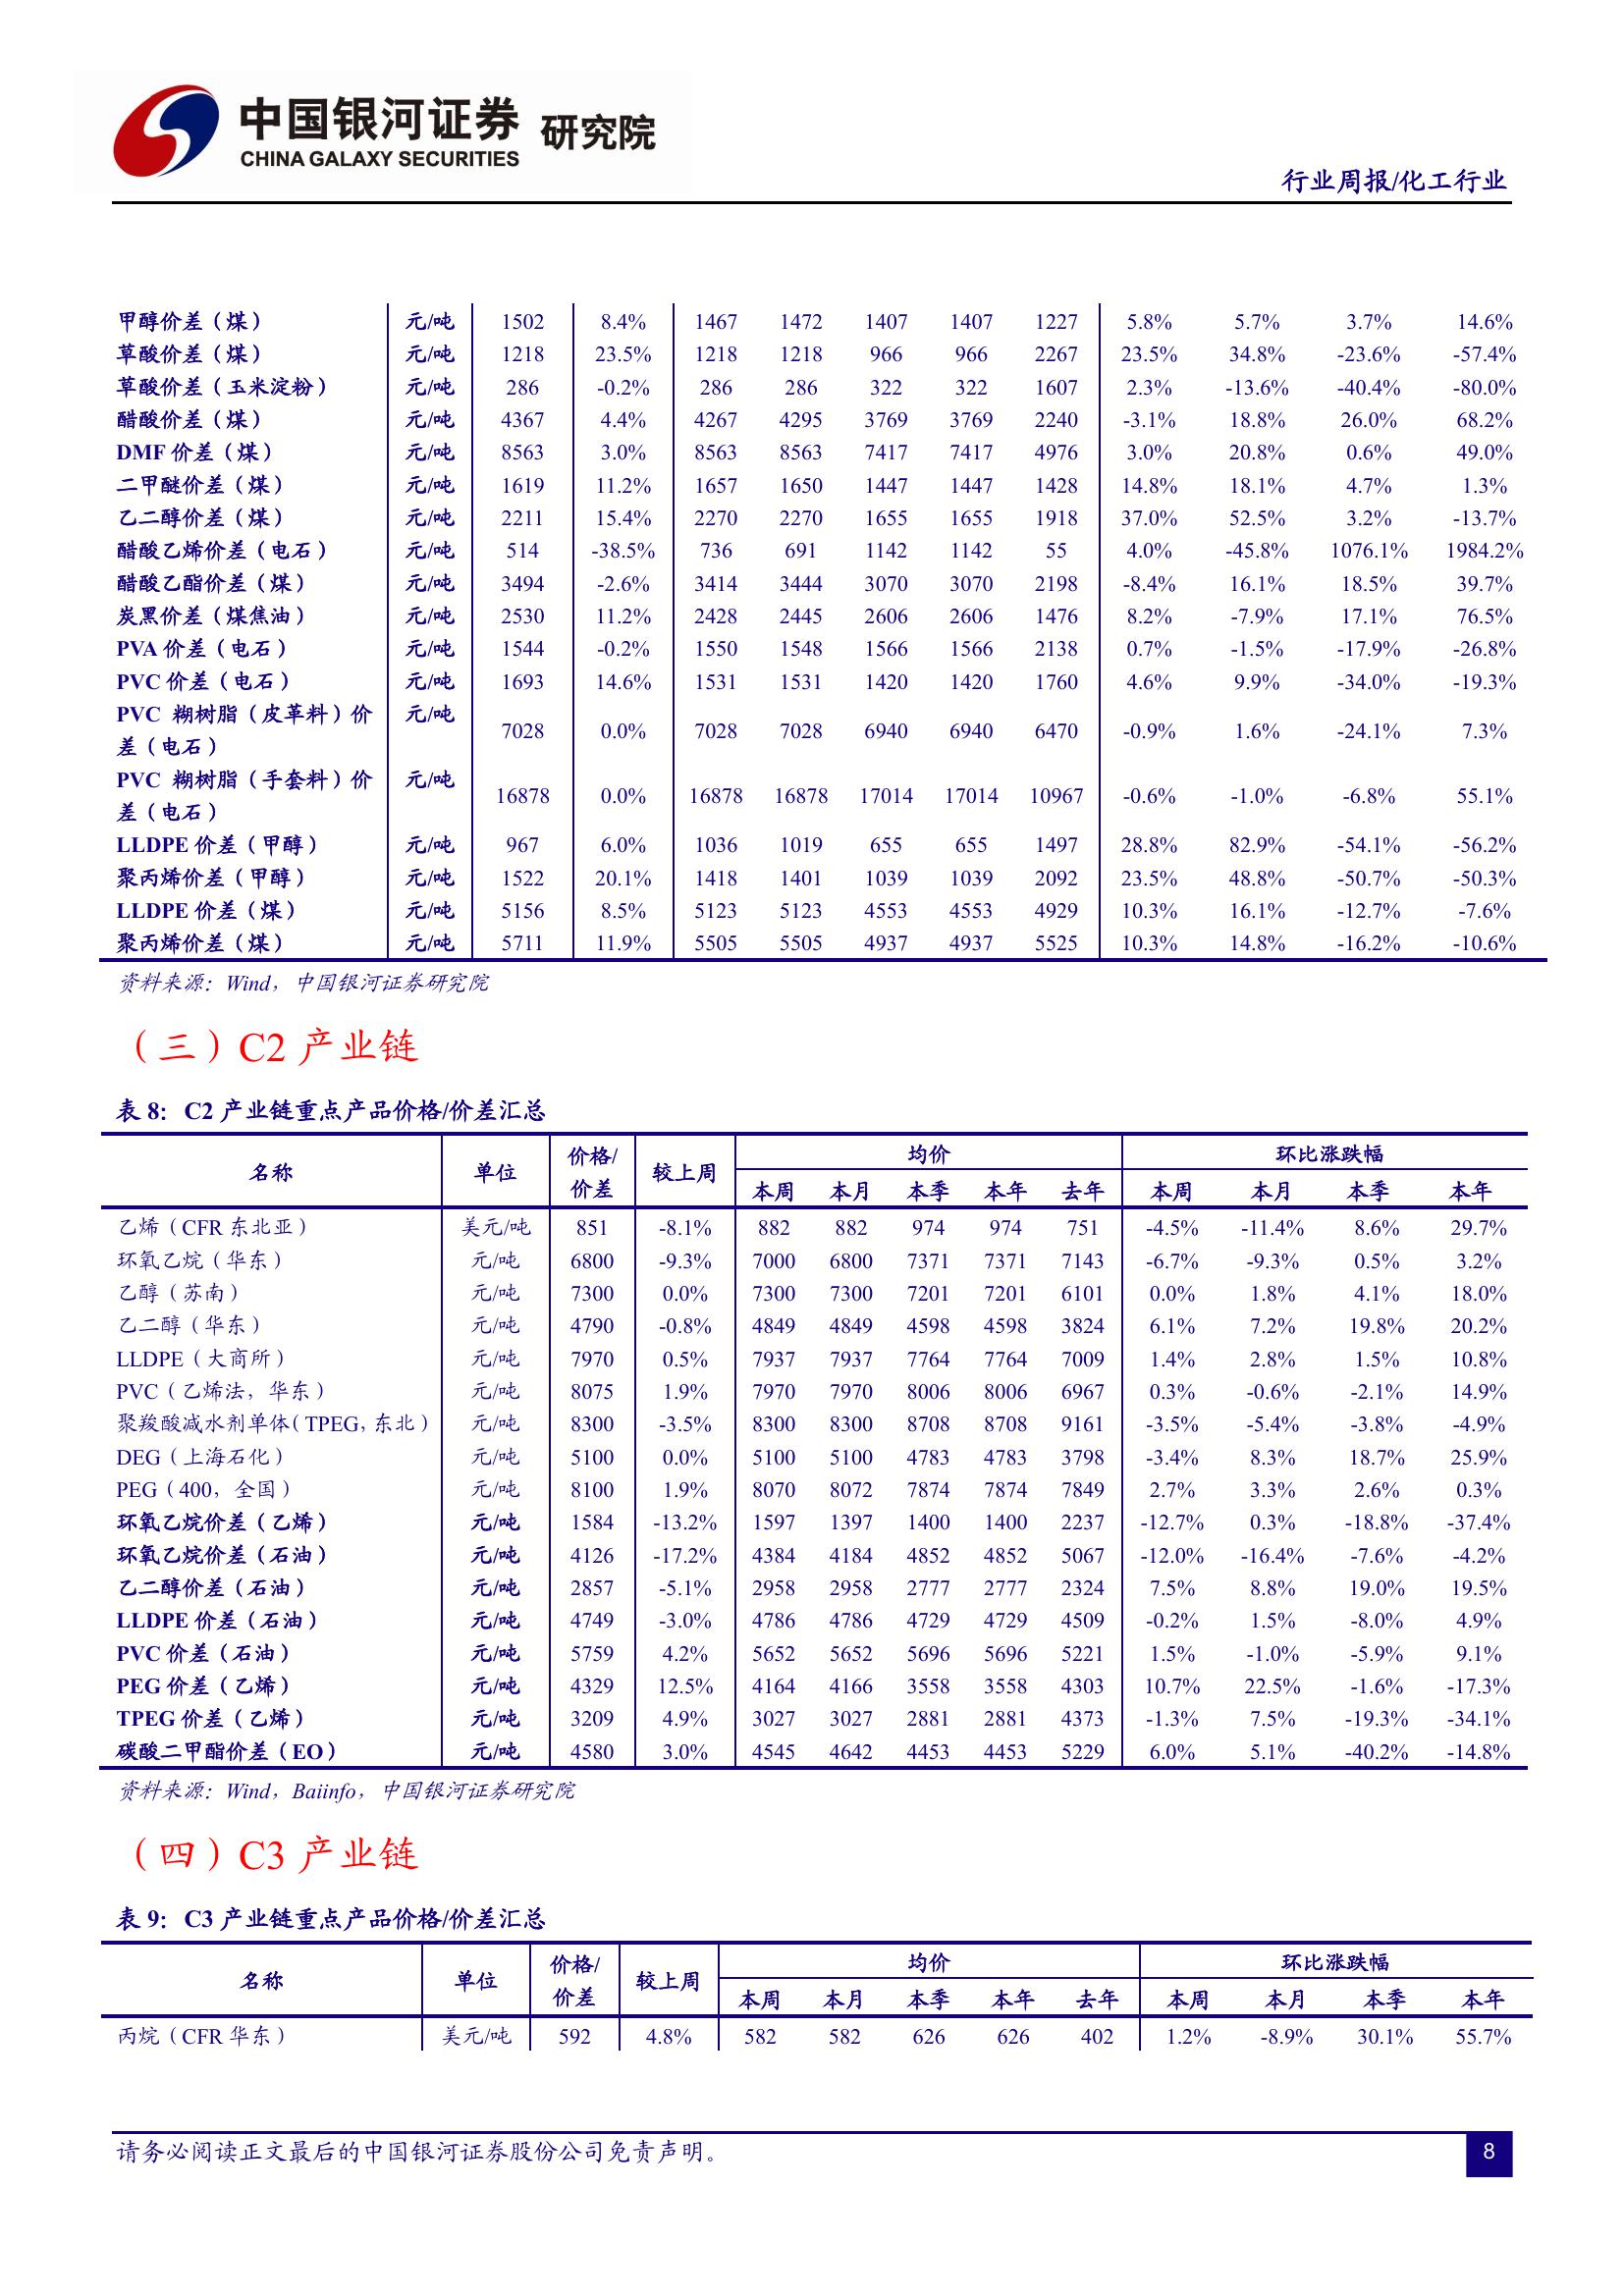 中国银河证券 研究院
CHINA GALAXY SECURITIES
行业周报/化工行业
甲醇价差（煤） 元/吨 1502 8.4% 1467 1472 1407 1407 1227 5.8% 5.7% 3.7% 14.6%
草酸价差（煤） 元/吨 1218 23.5% 1218 1218 966 966 2267 23.5% 34.8% -23.6% -57.4%
草酸价差（玉米淀粉） 元/吨 286 -0.2% 286 286 322 322 1607 2.3% -13.6% -40.4% -80.0%
醋酸价差（煤） 元/吨 4367 4.4% 4267 4295 3769 3769 2240 -3.1% 18.8% 26.0% 68.2%
DMF 价差（煤） 元/吨 8563 3.0% 8563 8563 7417 7417 4976 3.0% 20.8% 0.6% 49.0%
二甲醚价差（煤） 元/吨 1619 11.2% 1657 1650 1447 1447 1428 14.8% 18.1% 4.7% 1.3%
乙二醇价差（煤） 元/吨 2211 15.4% 2270 2270 1655 1655 1918 37.0% 52.5% 3.2% -13.7%
醋酸乙烯价差（电石） 元/吨 514 -38.5% 736 691 1142 1142 55 4.0% -45.8% 1076.1% 1984.2%
醋酸乙酯价差（煤） 元/吨 3494 -2.6% 3414 3444 3070 3070 2198 -8.4% 16.1% 18.5% 39.7%
炭黑价差（煤焦油） 元/吨 2530 11.2% 2428 2445 2606 2606 1476 8.2% -7.9% 17.1% 76.5%
PVA 价差（电石） 元/吨 1544 -0.2% 1550 1548 1566 1566 2138 0.7% -1.5% -17.9% -26.8%
PVC 价差（电石） 元/吨 1693 14.6% 1531 1531 1420 1420 1760 4.6% 9.9% -34.0% -19.3%
PVC 糊树脂（皮革料）价 元/吨
差（电石） 7028 0.0% 7028 7028 6940 6940 6470 -0.9% 1.6% -24.1% 7.3%
PVC 糊树脂（手套料）价 元/吨
差（电石） 16878 0.0% 16878 16878 17014 17014 10967 -0.6% -1.0% -6.8% 55.1%
LLDPE 价差（甲醇） 元/吨 967 6.0% 1036 1019 655 655 1497 28.8% 82.9% -54.1% -56.2%
聚丙烯价差（甲醇） 元/吨 1522 20.1% 1418 1401 1039 1039 2092 23.5% 48.8% -50.7% -50.3%
LLDPE 价差（煤） 元/吨 5156 8.5% 5123 5123 4553 4553 4929 10.3% 16.1% -12.7% -7.6%
聚丙烯价差（煤） 元/吨 5711 11.9% 5505 5505 4937 4937 5525 10.3% 14.8% -16.2% -10.6%
资料来源：Wind，中国银河证券研究院
（三）C2 产业链
表 8：C2 产业链重点产品价格/价差汇总
名称 单位 价格/ 较上周 均价 环比涨跌幅
价差 本周 本月 本季 本年 去年 本周 本月 本季 本年
乙烯（CFR 东北亚） 美元/吨 851 -8.1% 882 882 974 974 751 -4.5% -11.4% 8.6% 29.7%
环氧乙烷（华东） 元/吨 6800 -9.3% 7000 6800 7371 7371 7143 -6.7% -9.3% 0.5% 3.2%
乙醇（苏南） 元/吨 7300 0.0% 7300 7300 7201 7201 6101 0.0% 1.8% 4.1% 18.0%
乙二醇（华东） 元/吨 4790 -0.8% 4849 4849 4598 4598 3824 6.1% 7.2% 19.8% 20.2%
LLDPE（大商所） 元/吨 7970 0.5% 7937 7937 7764 7764 7009 1.4% 2.8% 1.5% 10.8%
PVC（乙烯法，华东） 元/吨 8075 1.9% 7970 7970 8006 8006 6967 0.3% -0.6% -2.1% 14.9%
聚羧酸减水剂单体（TPEG，东北） 元/吨 8300 -3.5% 8300 8300 8708 8708 9161 -3.5% -5.4% -3.8% -4.9%
DEG（上海石化） 元/吨 5100 0.0% 5100 5100 4783 4783 3798 -3.4% 8.3% 18.7% 25.9%
PEG（400，全国） 元/吨 8100 1.9% 8070 8072 7874 7874 7849 2.7% 3.3% 2.6% 0.3%
环氧乙烷价差（乙烯） 元/吨 1584 -13.2% 1597 1397 1400 1400 2237 -12.7% 0.3% -18.8% -37.4%
环氧乙烷价差（石油） 元/吨 4126 -17.2% 4384 4184 4852 4852 5067 -12.0% -16.4% -7.6% -4.2%
乙二醇价差（石油） 元/吨 2857 -5.1% 2958 2958 2777 2777 2324 7.5% 8.8% 19.0% 19.5%
LLDPE 价差（石油） 元/吨 4749 -3.0% 4786 4786 4729 4729 4509 -0.2% 1.5% -8.0% 4.9%
PVC 价差（石油） 元/吨 5759 4.2% 5652 5652 5696 5696 5221 1.5% -1.0% -5.9% 9.1%
PEG 价差（乙烯） 元/吨 4329 12.5% 4164 4166 3558 3558 4303 10.7% 22.5% -1.6% -17.3%
TPEG 价差（乙烯） 元/吨 3209 4.9% 3027 3027 2881 2881 4373 -1.3% 7.5% -19.3% -34.1%
碳酸二甲酯价差（EO） 元/吨 4580 3.0% 4545 4642 4453 4453 5229 6.0% 5.1% -40.2% -14.8%
资料来源：Wind，Baiinfo，中国银河证券研究院
（四）C3 产业链
表 9：C3 产业链重点产品价格/价差汇总
名称 单位 价格/ 较上周 均价 环比涨跌幅
价差 本周 本月 本季 本年 去年 本周 本月 本季 本年
丙烷（CFR 华东） 美元/吨 592 4.8% 582 582 626 626 402 1.2% -8.9% 30.1% 55.7%
请务必阅读正文最后的中国银河证券股份公司免责声明。
8